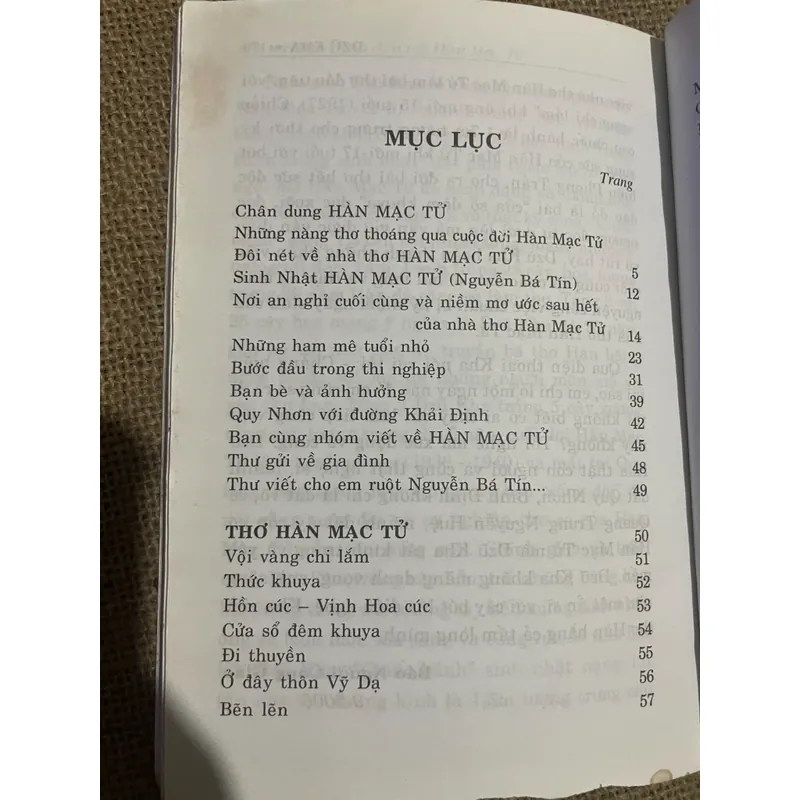 MỤC LỤC
Trang
Chân dung HÀN MẠC TỬ
Những nàng thơ thoáng qua cuộc đời Hàn Mạc Tử
Đôi nét về nhà thơ HÀN MẠC TỬ 5
Sinh Nhật HÀN MẠC TỬ (Nguyễn Bá Tín) 12
Nơi an nghỉ cuối cùng và niềm mơ ước sau hết
của nhà thơ Hàn Mạc Tử 14
Những ham mê tuổi nhỏ 23
Bước đầu trong thi nghiệp 31
Bạn bè và ảnh hưởng 39
Quy Nhơn với đường Khải Định 42
Bạn cùng nhóm viết về HÀN MẠC TỬ 45
Thư gửi về gia đình 48
Thư viết cho em ruột Nguyễn Bá Tín... 49
THƠ HÀN MẠC TỬ 50
Vội vàng chi lắm 51
Thức khuya 52
Hồn cúc – Vịnh Hoa cúc 53
Cửa sổ đêm khuya 54
Đi thuyền 55
Ở đây thôn Vỹ Dạ 56
Bẽn lẽn 57